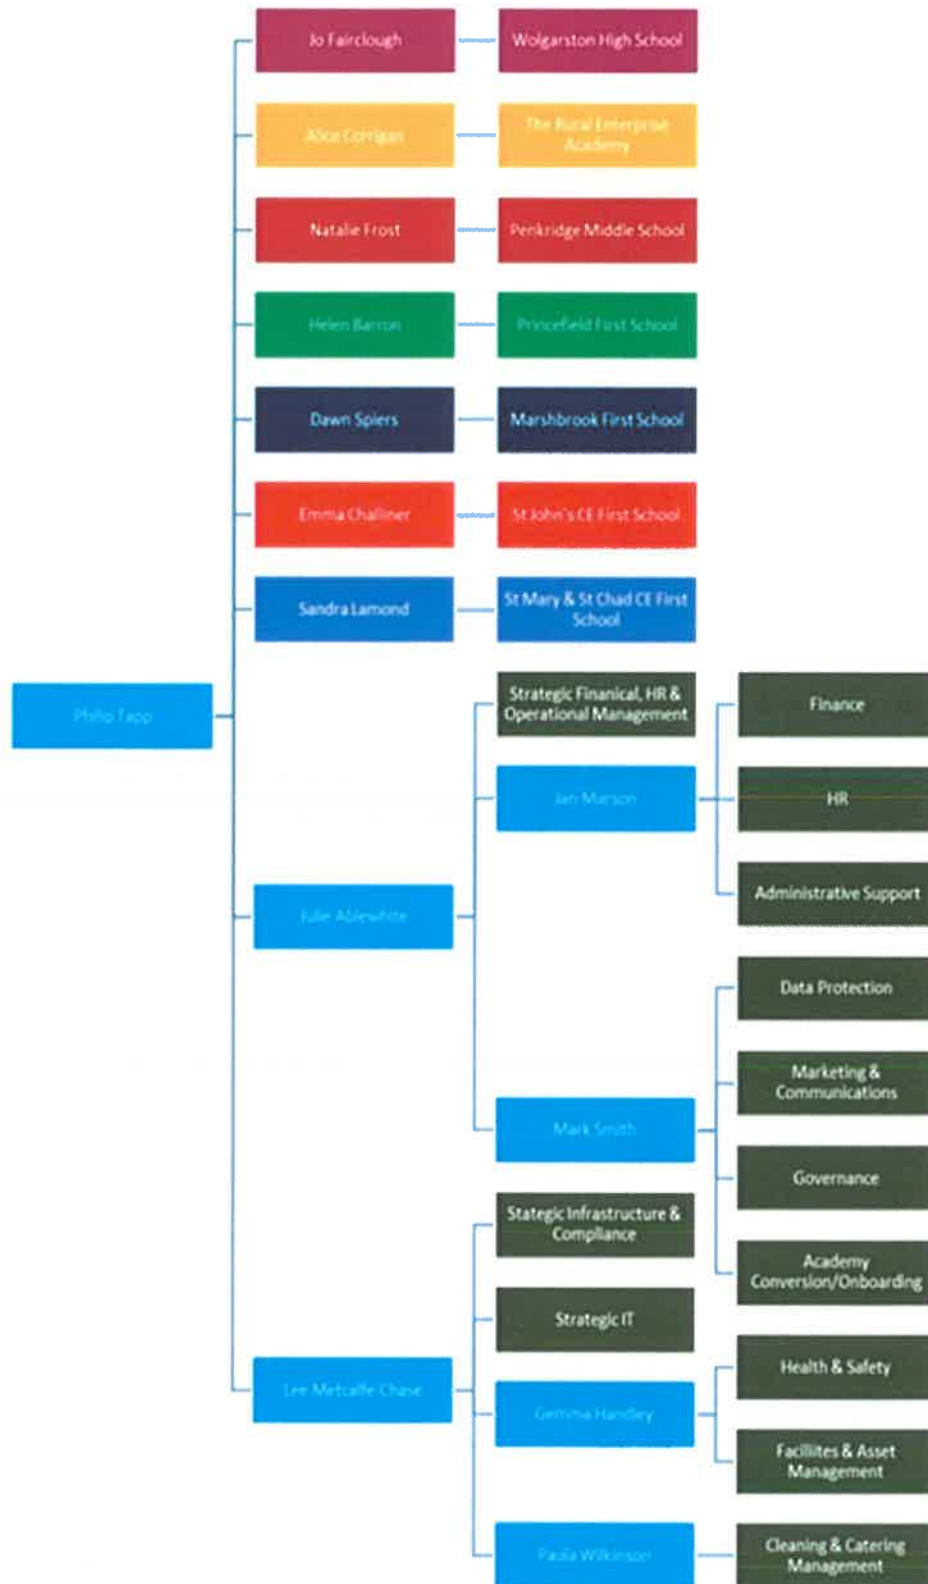 Jo Fairclough
Wolgarston High School
Alice Corrigan
The Rural Enterprise
Academy
Natalie Frost
Penkridge Middle School
Helen Barron
Princefield First School
Dawn Spiers
Marshbrook First School
Emma Challiner
St John's CE First School
Sandra Lamond
St Mary & St Chad CE First
School
Philip Tapp
Strategic Finanical, HR &
Operational Management
Finance
Jan Marson
HR
Administrative Support
Julie Ablewhite
Data Protection
Marketing &
Communications
Mark Smith
Governance
Stategic Infrastructure &
Compliance
Academy
Conversion/Onboarding
Strategic IT
Health & Safety
Lee Metcalfe Chase
Gemma Handley
Facillites & Asset
Management
Paula Wilkinson
Cleaning & Catering
Management